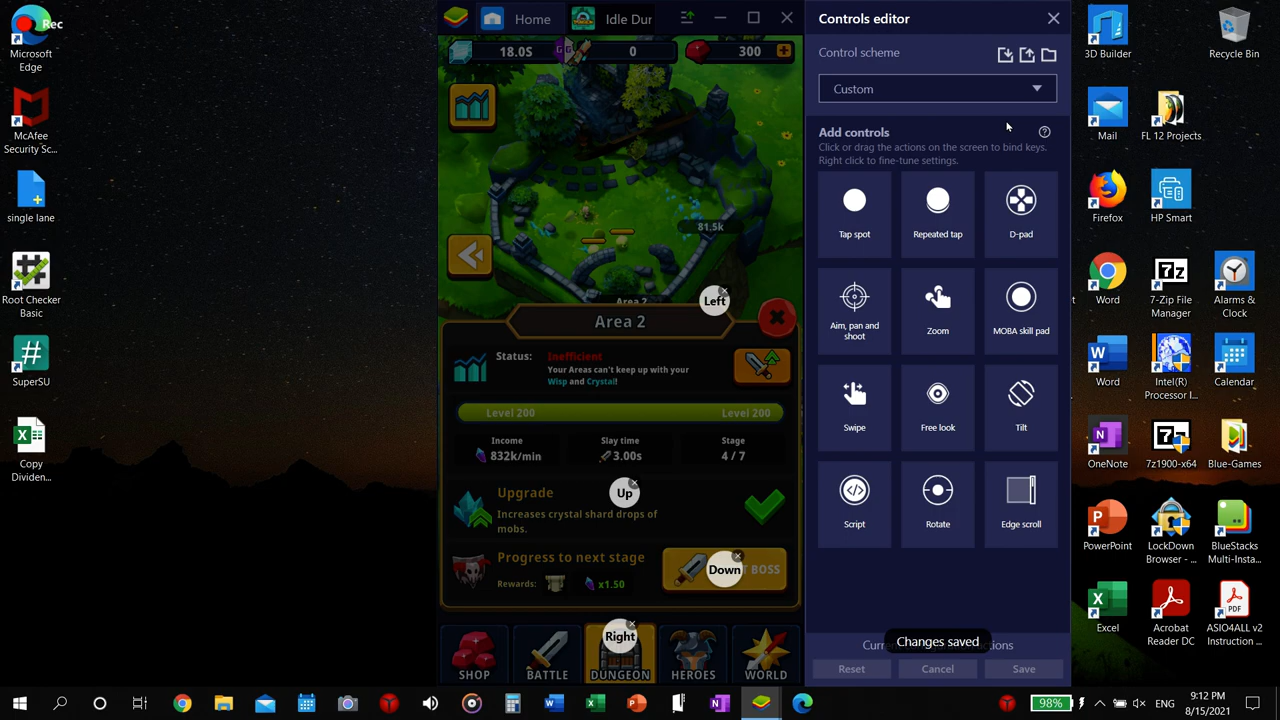 Rec
Microsoft
Edge
McAfee
Security Sc...
single lane
Root Checker
Basic
SuperSU
Copy
Dividen...
Home
Idle Dur
18.0S
0
300
81.5k
Area 2
Left
Area 2
Status:
Inefficient
Your Areas can't keep up with your
Wisp and Crystal!
Level 200
Level 200
Income
832k/min
Slay time
3.00s
Stage
4 / 7
Upgrade
Increases crystal shard drops of
mobs.
Up
Progress to next stage
Rewards:
x1.50
Down
BOSS
Right
SHOP
BATTLE
DUNGEON
HEROES
WORLD
Controls editor
Control scheme
Custom
Add controls
Click or drag the actions on the screen to bind keys.
Right click to fine-tune settings.
Tap spot
Repeated tap
D-pad
Aim, pan and
shoot
Zoom
MOBA skill pad
Swipe
Free look
Tilt
Script
Rotate
Edge scroll
Changes saved
Reset
Cancel
Save
3D Builder
Recycle Bin
Mail
FL 12 Projects
Firefox
HP Smart
Word
7-Zip File
Manager
Alarms &
Clock
Word
Intel(R)
Processor I...
Calendar
OneNote
7z1900-x64
Blue-Games
PowerPoint
LockDown
Browser - ...
BlueStacks
Multi-Insta...
Excel
Acrobat
Reader DC
ASIO4ALL v2
Instruction ...
98%
ENG
9:12 PM
8/15/2021